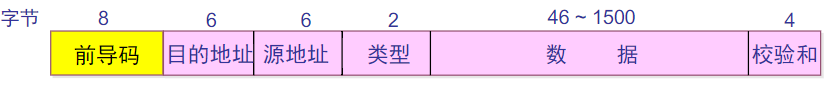 字节 8 6 6 2 46 ~ 1500 4
前导码 目的地址 源地址 类型 数 据 校验和